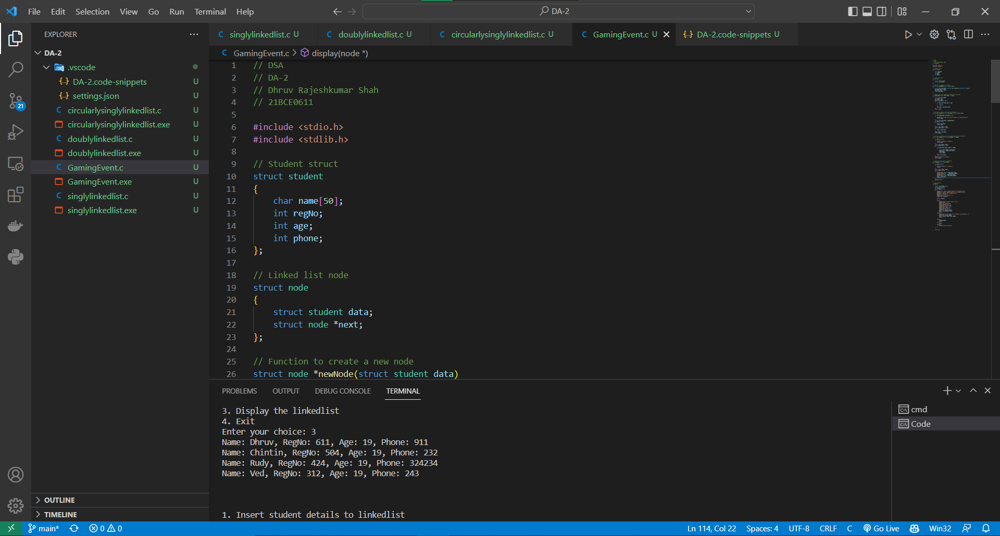 File Edit Selection View Go Run Terminal Help
DA-2
EXPLORER
DA-2
.vscode
DA-2.code-snippets U
settings.json U
circularlysinglylinkedlist.c U
circularlysinglylinkedlist.exe U
doublylinkedlist.c U
doublylinkedlist.exe U
GamingEvent.c U
GamingEvent.exe U
singlylinkedlist.c U
singlylinkedlist.exe U
21
OUTLINE
TIMELINE
singlylinkedlist.c U doublylinkedlist.c U circularlysinglylinkedlist.c U GamingEvent.c U DA-2.code-snippets U
GamingEvent.c > display(node *)
1 // DSA
2 // DA-2
3 // Dhruv Rajeshkumar Shah
4 // 21BCE0611
5
6 #include <stdio.h>
7 #include <stdlib.h>
8
9 // Student struct
10 struct student
11 {
12 char name[50];
13 int regNo;
14 int age;
15 int phone;
16 };
17
18 // Linked list node
19 struct node
20 {
21 struct student data;
22 struct node *next;
23 };
24
25 // Function to create a new node
26 struct node *newNode(struct student data)
PROBLEMS OUTPUT DEBUG CONSOLE TERMINAL
3. Display the linkedlist
4. Exit
Enter your choice: 3
Name: Dhruv, RegNo: 611, Age: 19, Phone: 911
Name: Chintin, RegNo: 504, Age: 19, Phone: 232
Name: Rudy, RegNo: 424, Age: 19, Phone: 324234
Name: Ved, RegNo: 312, Age: 19, Phone: 243
1. Insert student details to linkedlist
cmd
Code
main* 0 0 Ln 114, Col 22 Spaces: 4 UTF-8 CRLF C Go Live Win32